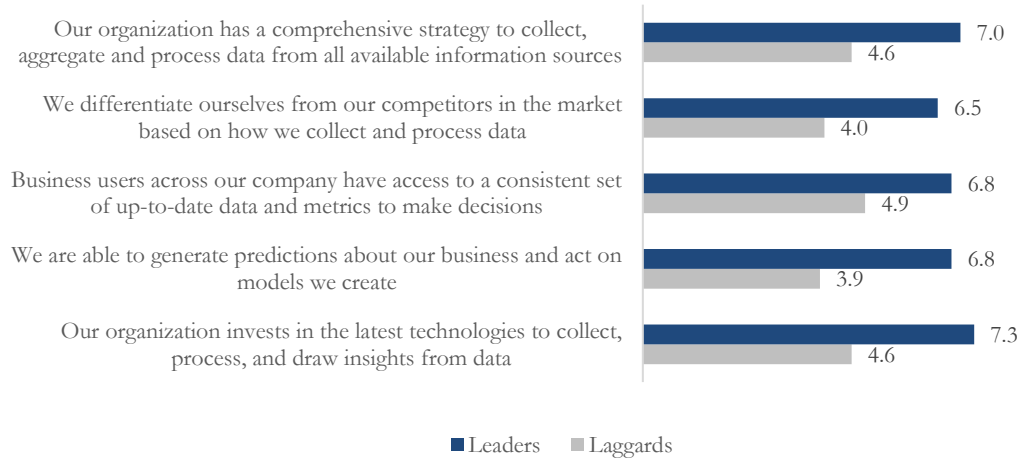 Our organization has a comprehensive strategy to collect,
aggregate and process data from all available information sources
7.0
4.6
We differentiate ourselves from our competitors in the market
based on how we collect and process data
6.5
4.0
Business users across our company have access to a consistent set
of up-to-date data and metrics to make decisions
6.8
4.9
We are able to generate predictions about our business and act on
models we create
6.8
3.9
Our organization invests in the latest technologies to collect,
process, and draw insights from data
7.3
4.6
Leaders Laggards